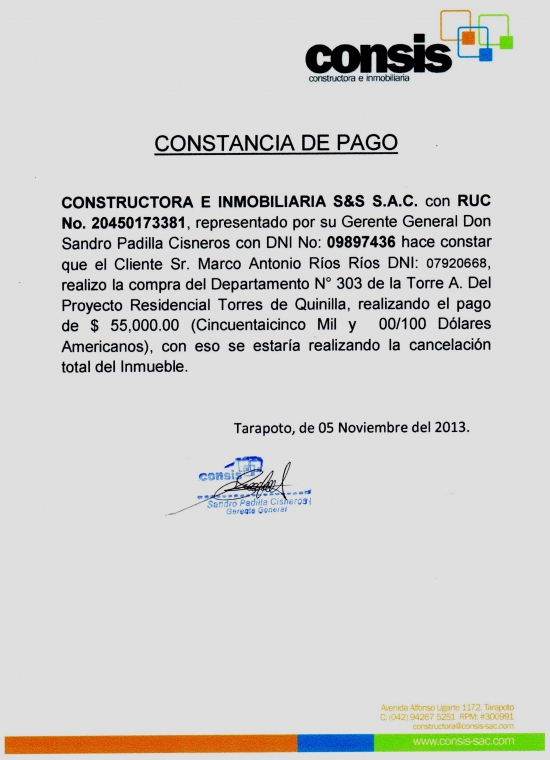 consis
constructora e inmobiliaria
CONSTANCIA DE PAGO
CONSTRUCTORA E INMOBILIARIA S&S S.A.C. con RUC
No. 20450173381, representado por su Gerente General Don
Sandro Padilla Cisneros con DNI No: 09897436 hace constar
que el Cliente Sr. Marco Antonio Ríos Ríos DNI: 07920668,
realizo la compra del Departamento N° 303 de la Torre A. Del
Proyecto Residencial Torres de Quinilla, realizando el pago
de $ 55,000.00 (Cincuentaicinco Mil y 00/100 Dólares
Americanos), con eso se estaría realizando la cancelación
total del Inmueble.
Tarapoto, de 05 Noviembre del 2013.
consis
Sandro Padilla Cisneros
Gerente General
Avenida Alfonso Ugarte 1172, Tarapoto
C: (042) 94267 5251 RPM: #300991
constructora@consis-sac.com
www.consis-sac.com